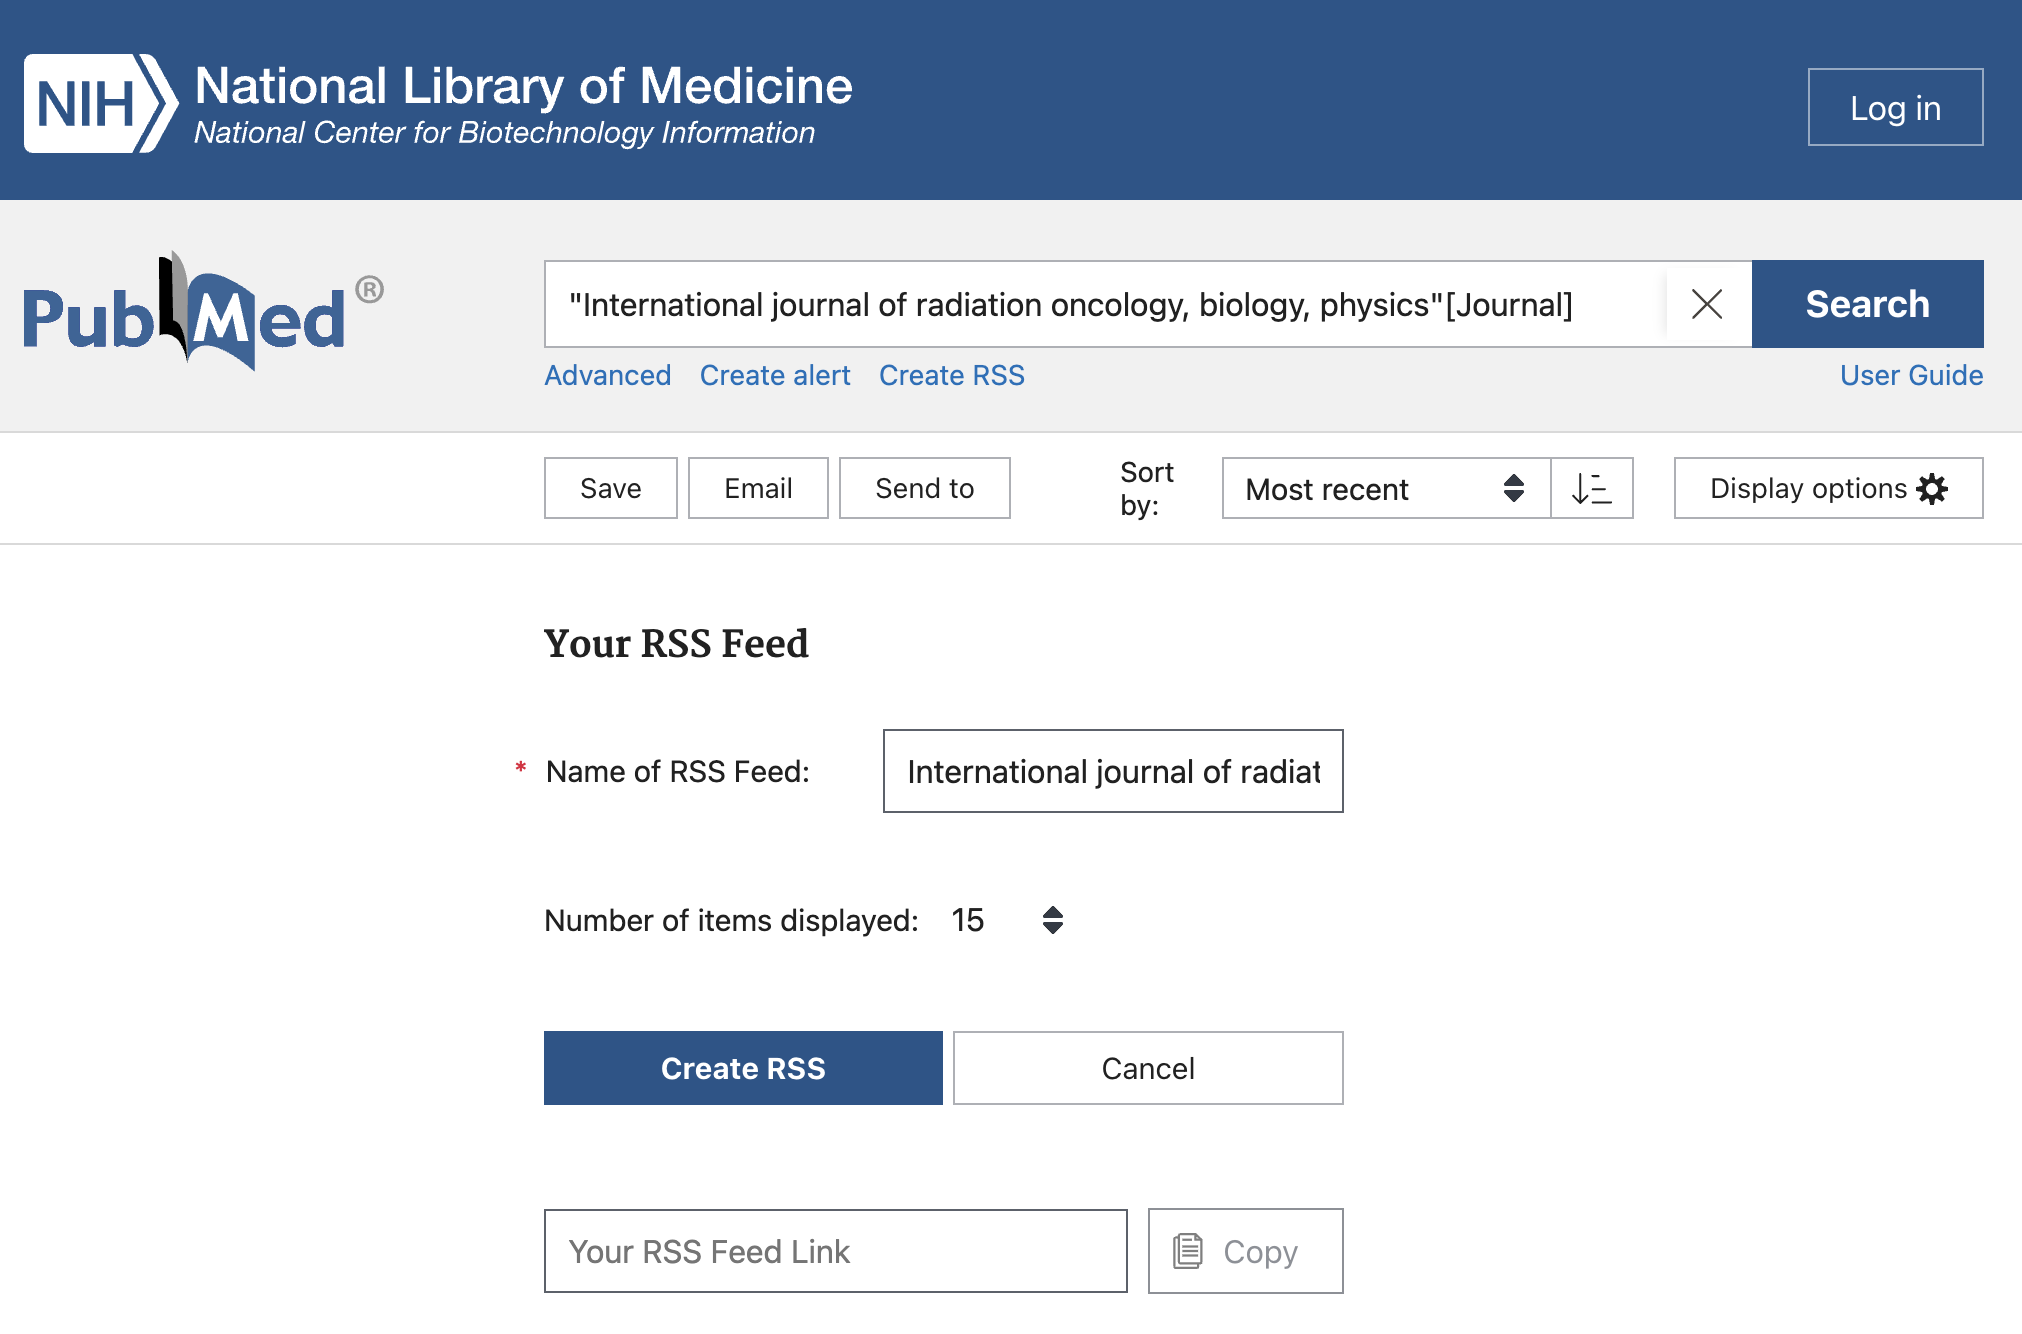 NIH National Library of Medicine
National Center for Biotechnology Information
Log in
PubMed®
"International journal of radiation oncology, biology, physics"[Journal]
Search
Advanced Create alert Create RSS
User Guide
Save Email Send to
Sort by:
Most recent
Display options
Your RSS Feed
* Name of RSS Feed: International journal of radiat
Number of items displayed: 15
Create RSS Cancel
Your RSS Feed Link Copy